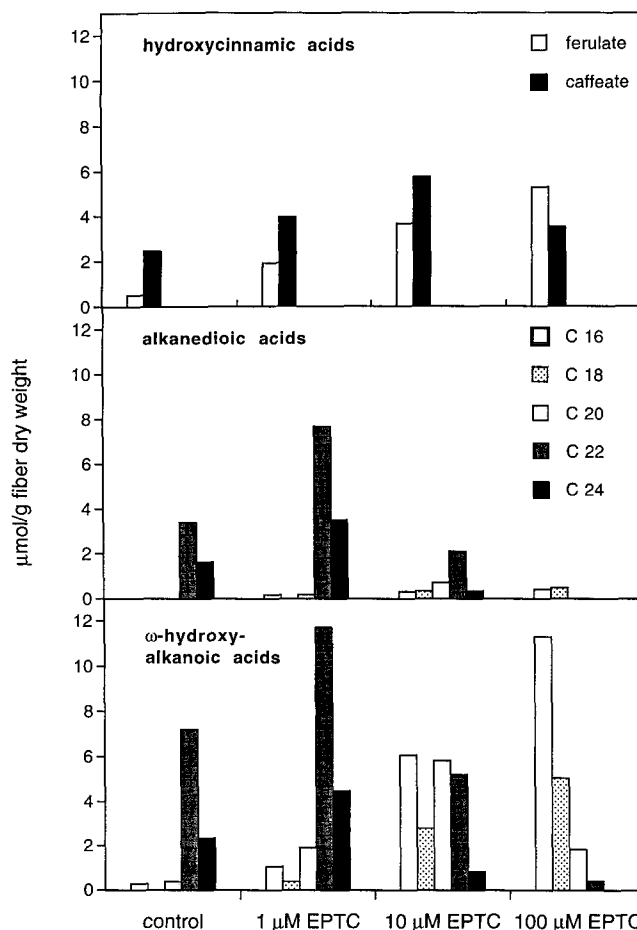 12
10
8
6
4
2
0
hydroxycinnamic acids
ferulate
caffeate
12
10
8
6
4
2
0
alkanedioic acids
C 16
C 18
C 20
C 22
C 24
μmol/g fiber dry weight
12
10
8
6
4
2
0
ω-hydroxy-
alkanoic acids
control 1 μM EPTC 10 μM EPTC 100 μM EPTC